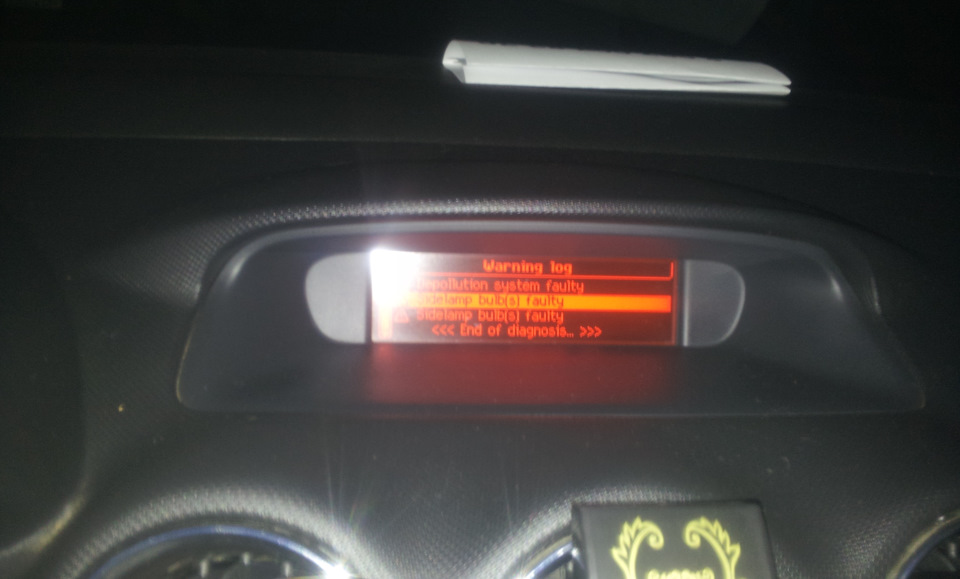 Warning log
Depollution system faulty
Sidelamp bulb(s) faulty
Sidelamp bulb(s) faulty
<<< End of diagnosis... >>>